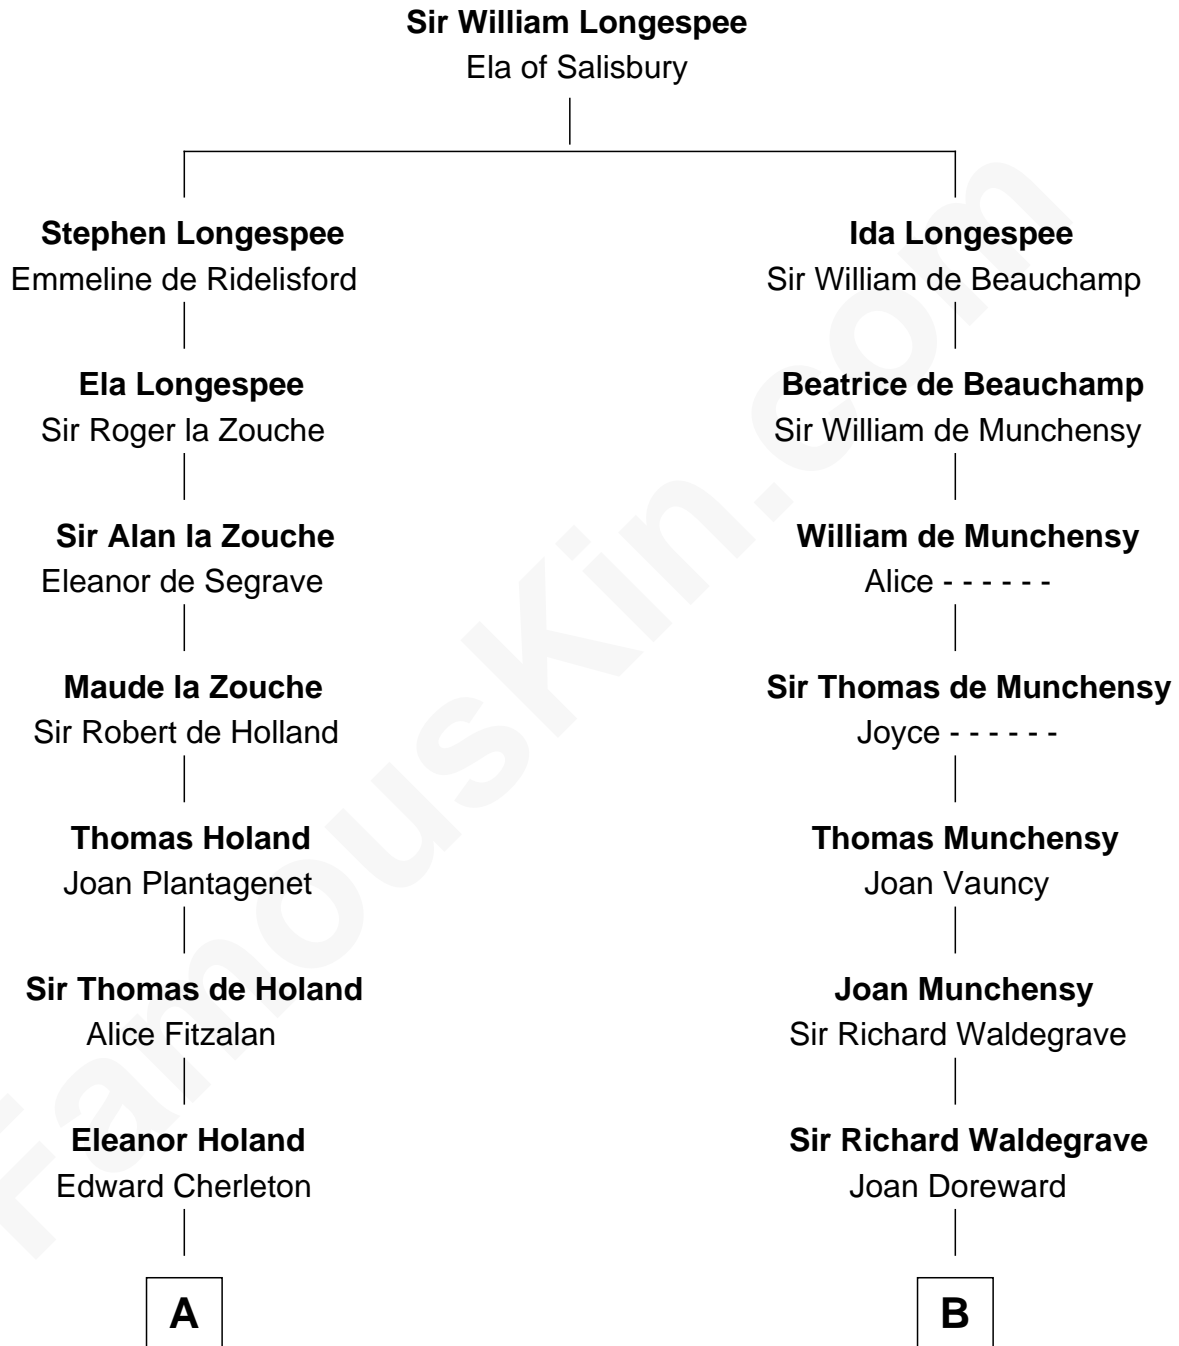 Sir William Longespee
Ela of Salisbury
Stephen Longespee
Emmeline de Ridelisford
Ida Longespee
Sir William de Beauchamp
Ela Longespee
Sir Roger la Zouche
Beatrice de Beauchamp
Sir William de Munchensy
Sir Alan la Zouche
Eleanor de Segrave
William de Munchensy
Alice - - - - - -
Maude la Zouche
Sir Robert de Holland
Sir Thomas de Munchensy
Joyce - - - - - -
Thomas Holand
Joan Plantagenet
Thomas Munchensy
Joan Vauncy
Sir Thomas de Holand
Alice Fitzalan
Joan Munchensy
Sir Richard Waldegrave
Eleanor Holand
Edward Cherleton
Sir Richard Waldegrave
Joan Doreward
A
B
FamousKin.com